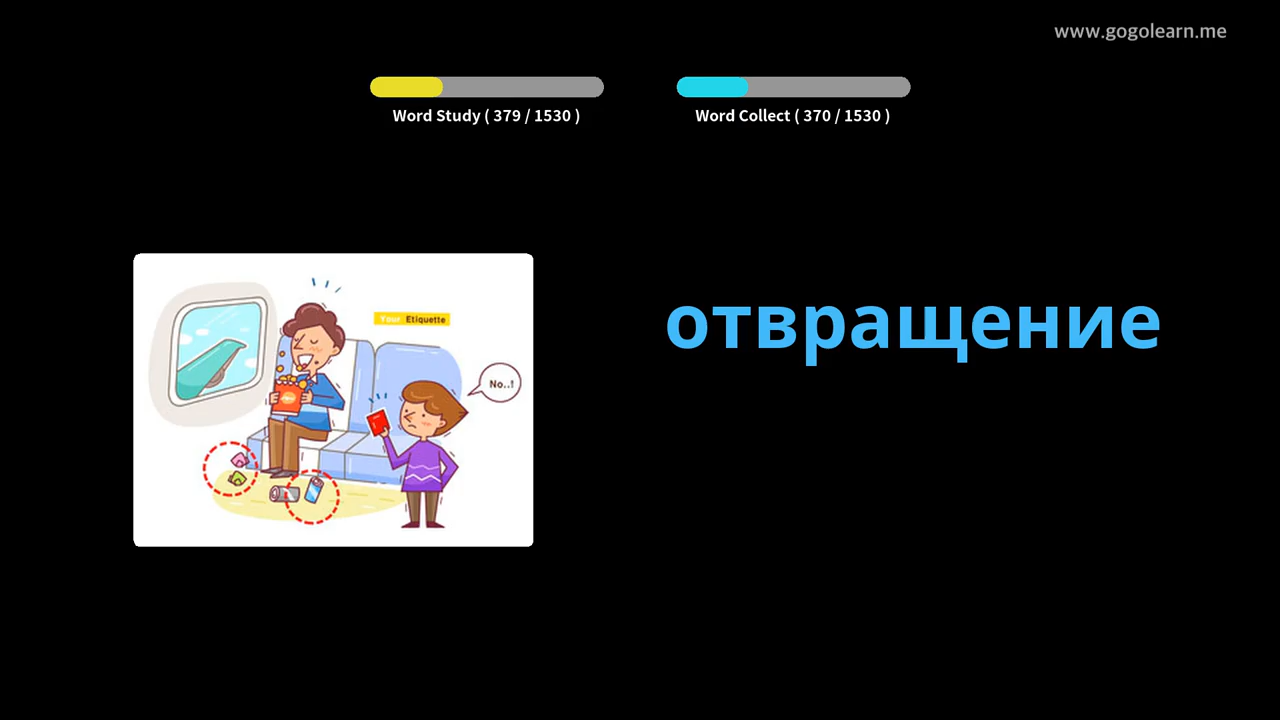 www.gogolearn.me
Word Study ( 379 / 1530 )
Word Collect ( 370 / 1530 )
Your Etiquette
No..!
отвращение